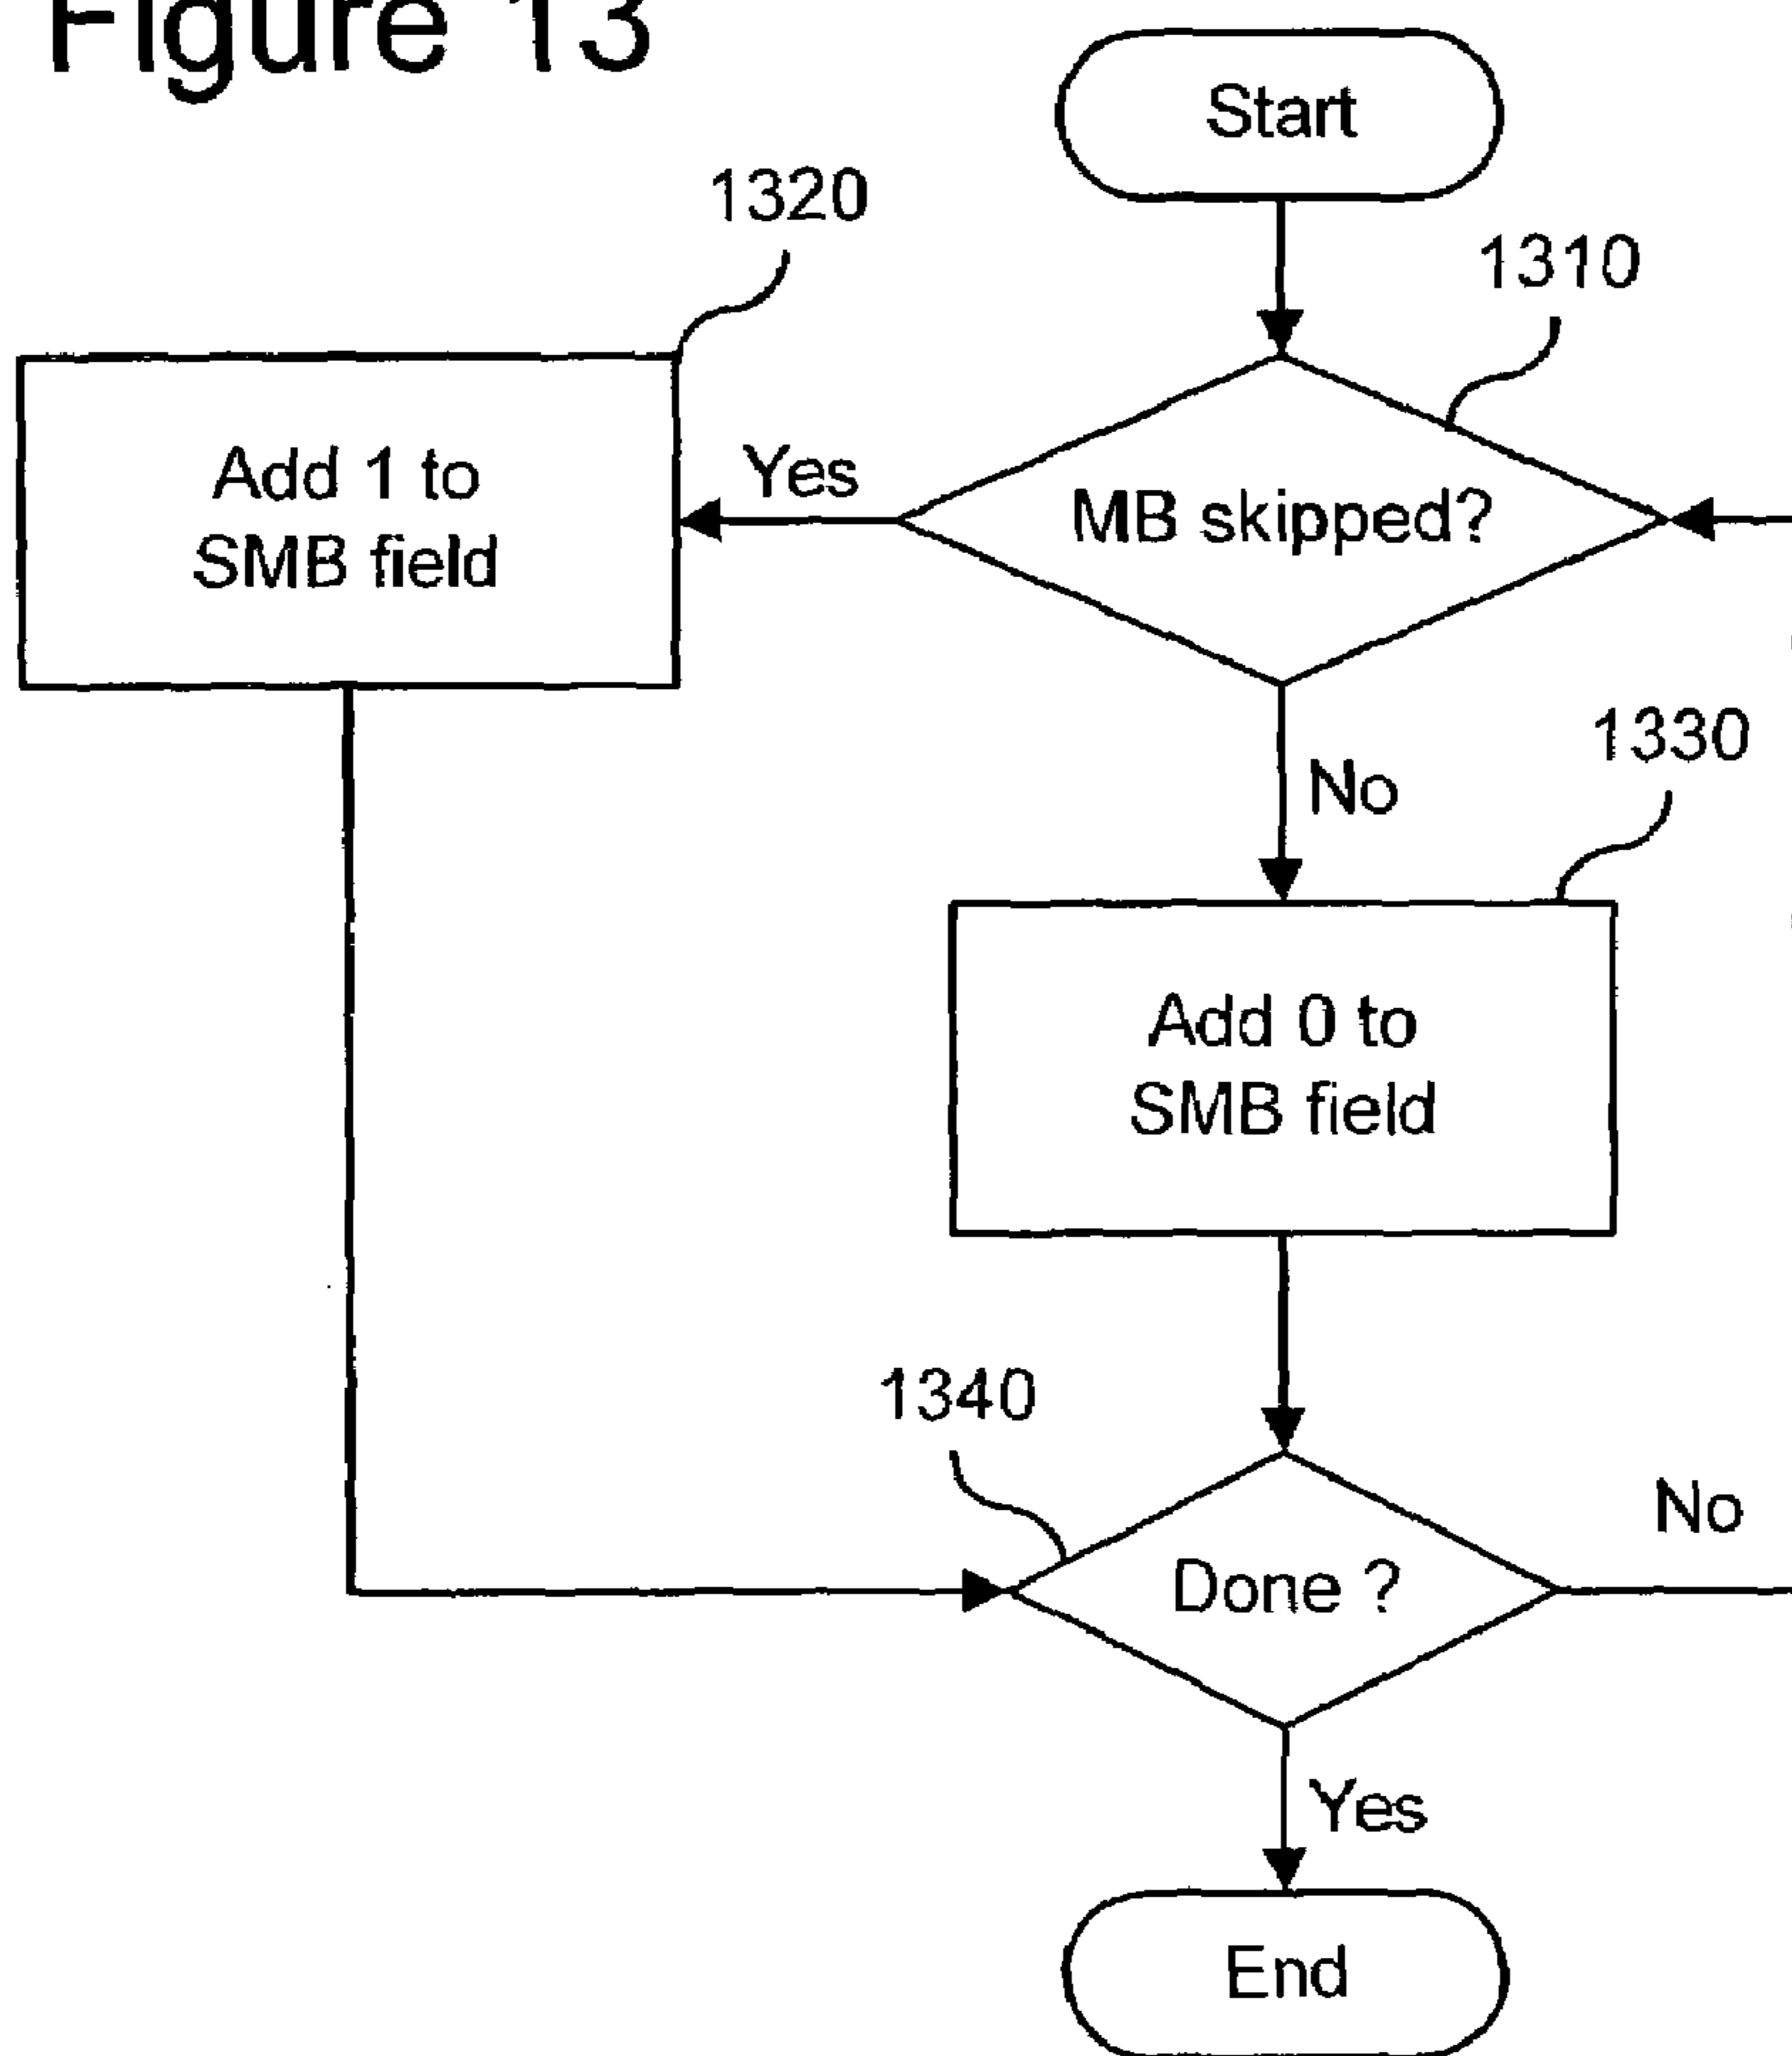 Figure 13
Start
1320
1310
Add 1 to
SMB field
Yes
MB skipped?
1330
No
Add 0 to
SMB field
1340
No
Done ?
Yes
End